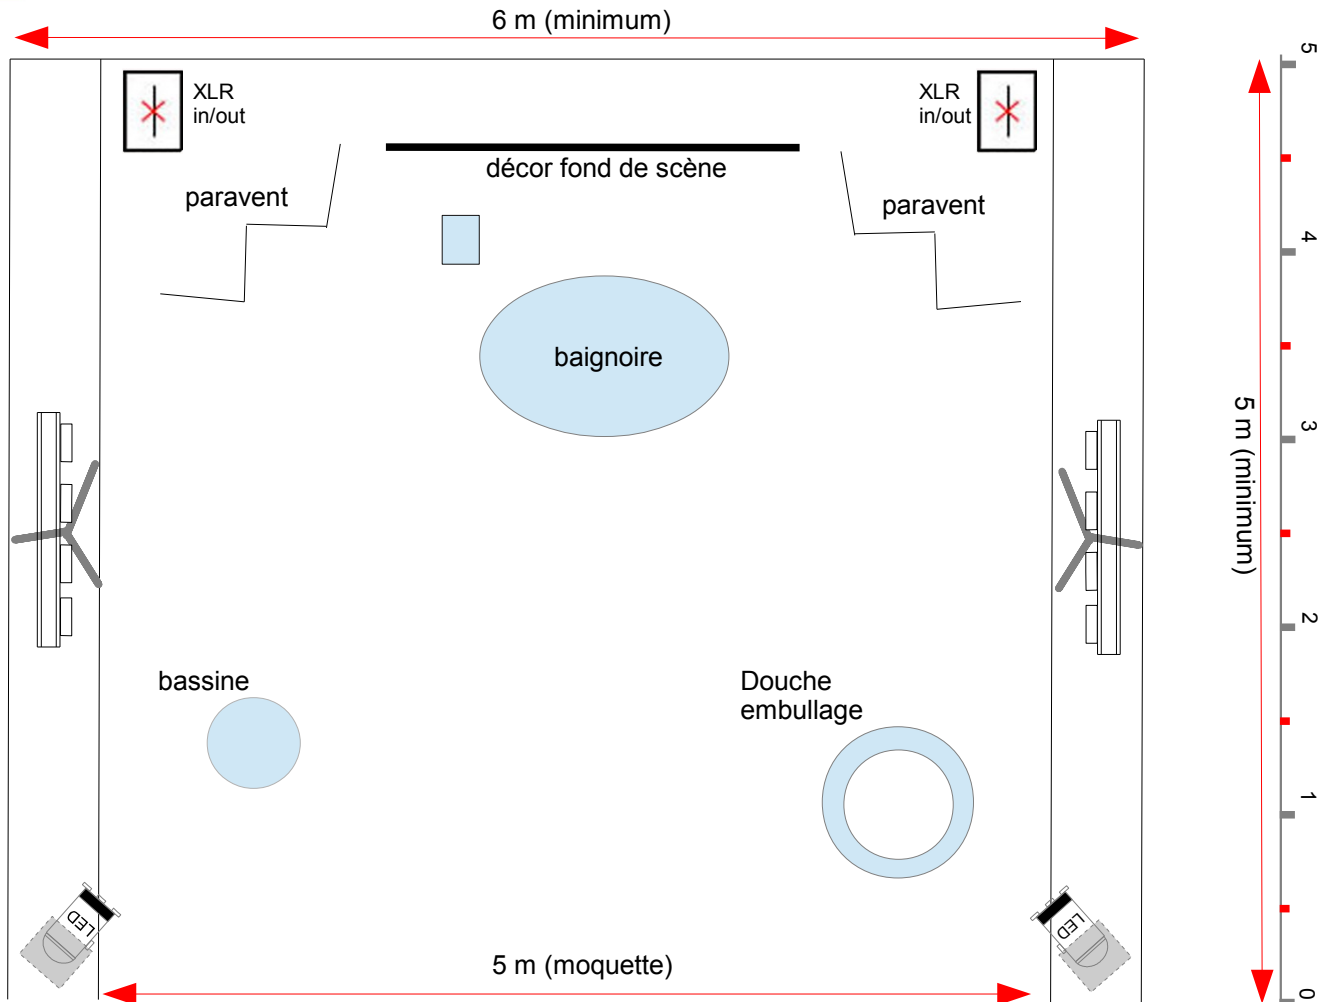 6 m (minimum)
XLR
in/out
XLR
in/out
décor fond de scène
paravent
paravent
baignoire
bassine
Douche
embullage
LED
LED
5 m (moquette)
5 m (minimum)
5
4
3
2
1
0